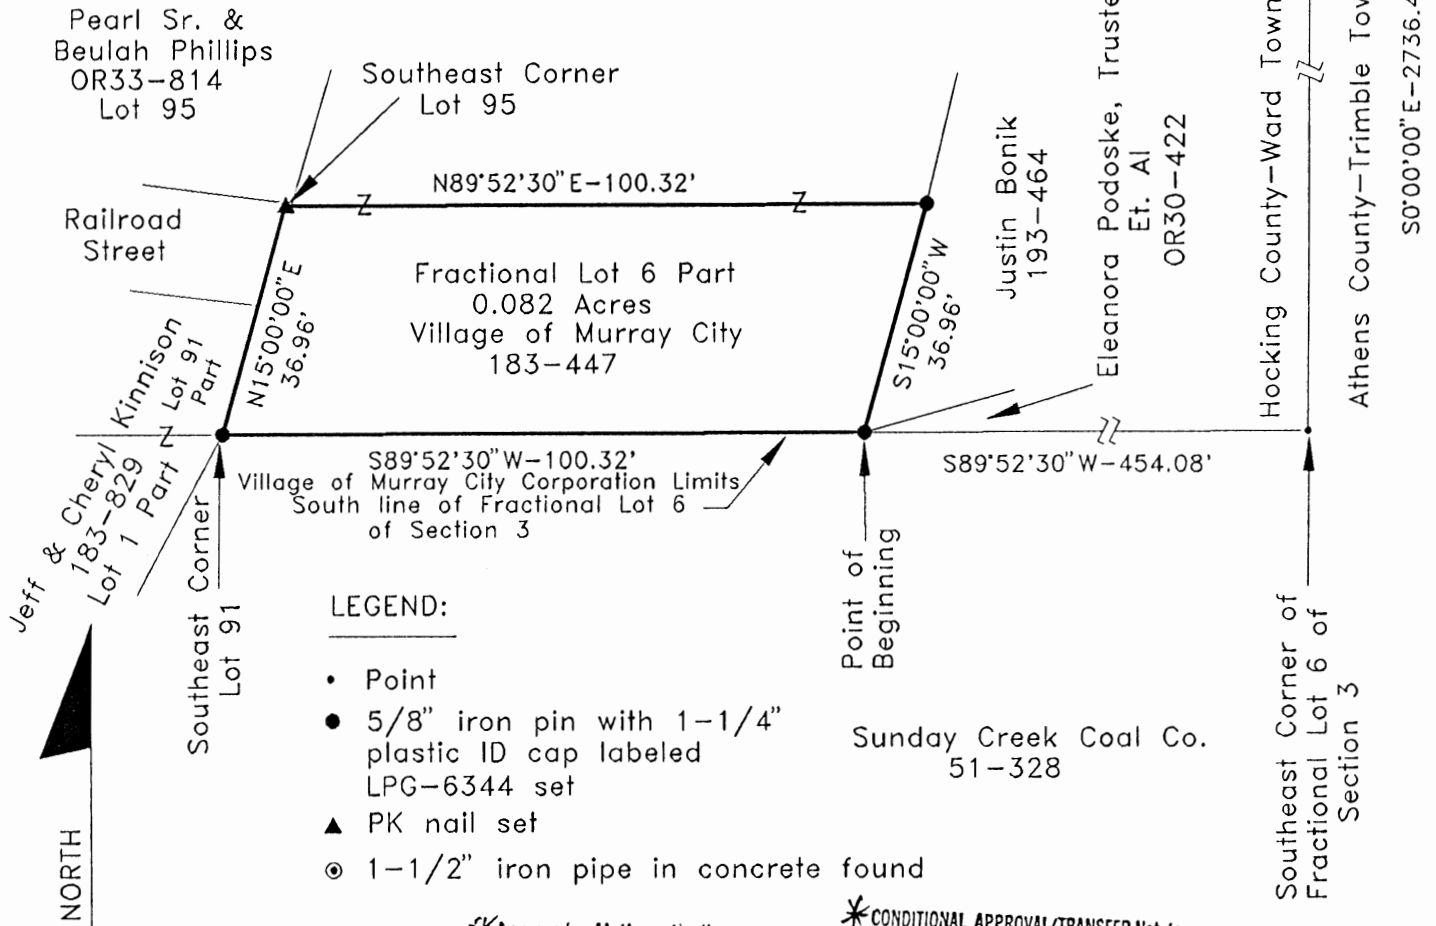 Pearl Sr. &
Beulah Phillips
OR33-814
Lot 95
Southeast Corner
Lot 95
N89°52'30"E-100.32'
Railroad
Street
N15°00'00"E
36.96'
Fractional Lot 6 Part
0.082 Acres
Village of Murray City
183-447
S15°00'00"W
36.96'
Justin Bonik
193-464
Eleanora Podoske, Truste
Et. Al
OR30-422
Hocking County-Ward Town
Athens County-Trimble Tow
S0°00'00"E-2736.4
Jeff & Cheryl Kinnison
183-829
Lot 1 Part
Lot 91
Part
S89°52'30"W-100.32'
Village of Murray City Corporation Limits
South line of Fractional Lot 6
of Section 3
S89°52'30"W-454.08'
Southeast Corner
Lot 91
Point of
Beginning
Southeast Corner of
Fractional Lot 6 of
Section 3
LEGEND:
Point
5/8" iron pin with 1-1/4"
plastic ID cap labeled
LPG-6344 set
PK nail set
1-1/2" iron pipe in concrete found
Sunday Creek Coal Co.
51-328
NORTH
CONDITIONAL APPROVAL/TRANSFER